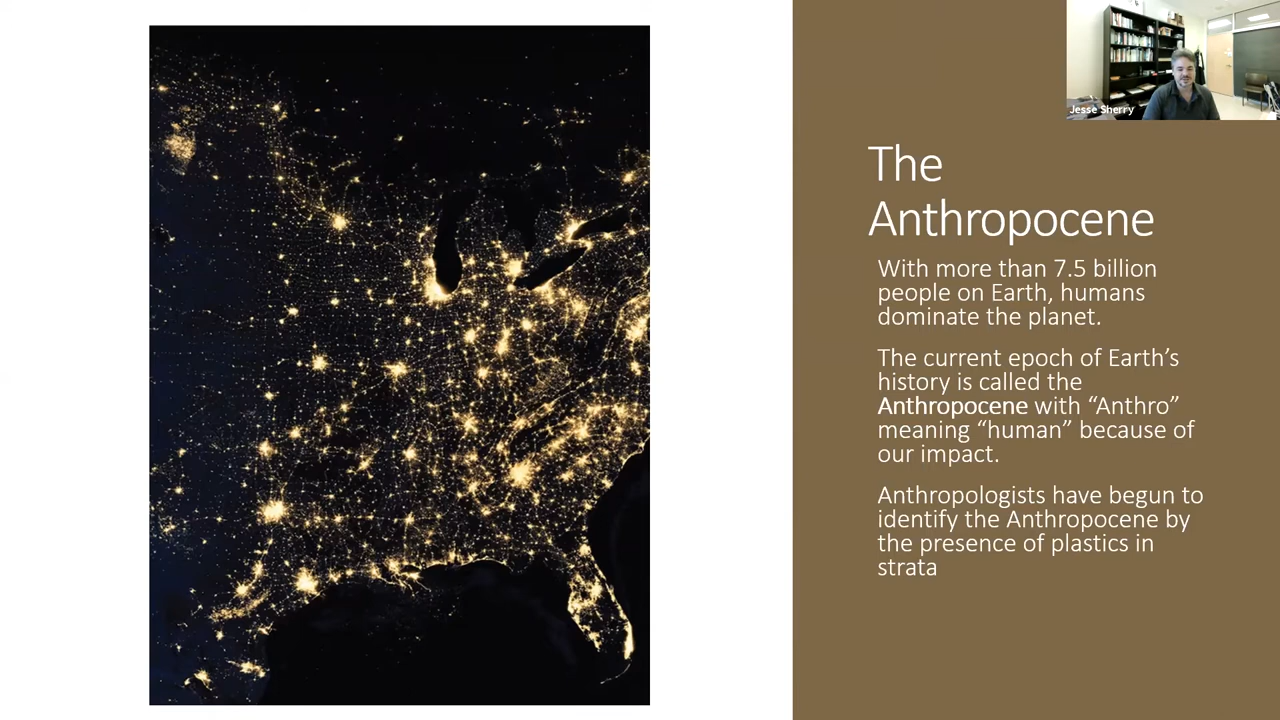 Jesse Sherry
The
Anthropocene
With more than 7.5 billion
people on Earth, humans
dominate the planet.
The current epoch of Earth’s
history is called the
Anthropocene with “Anthro”
meaning “human” because of
our impact.
Anthropologists have begun to
identify the Anthropocene by
the presence of plastics in
strata